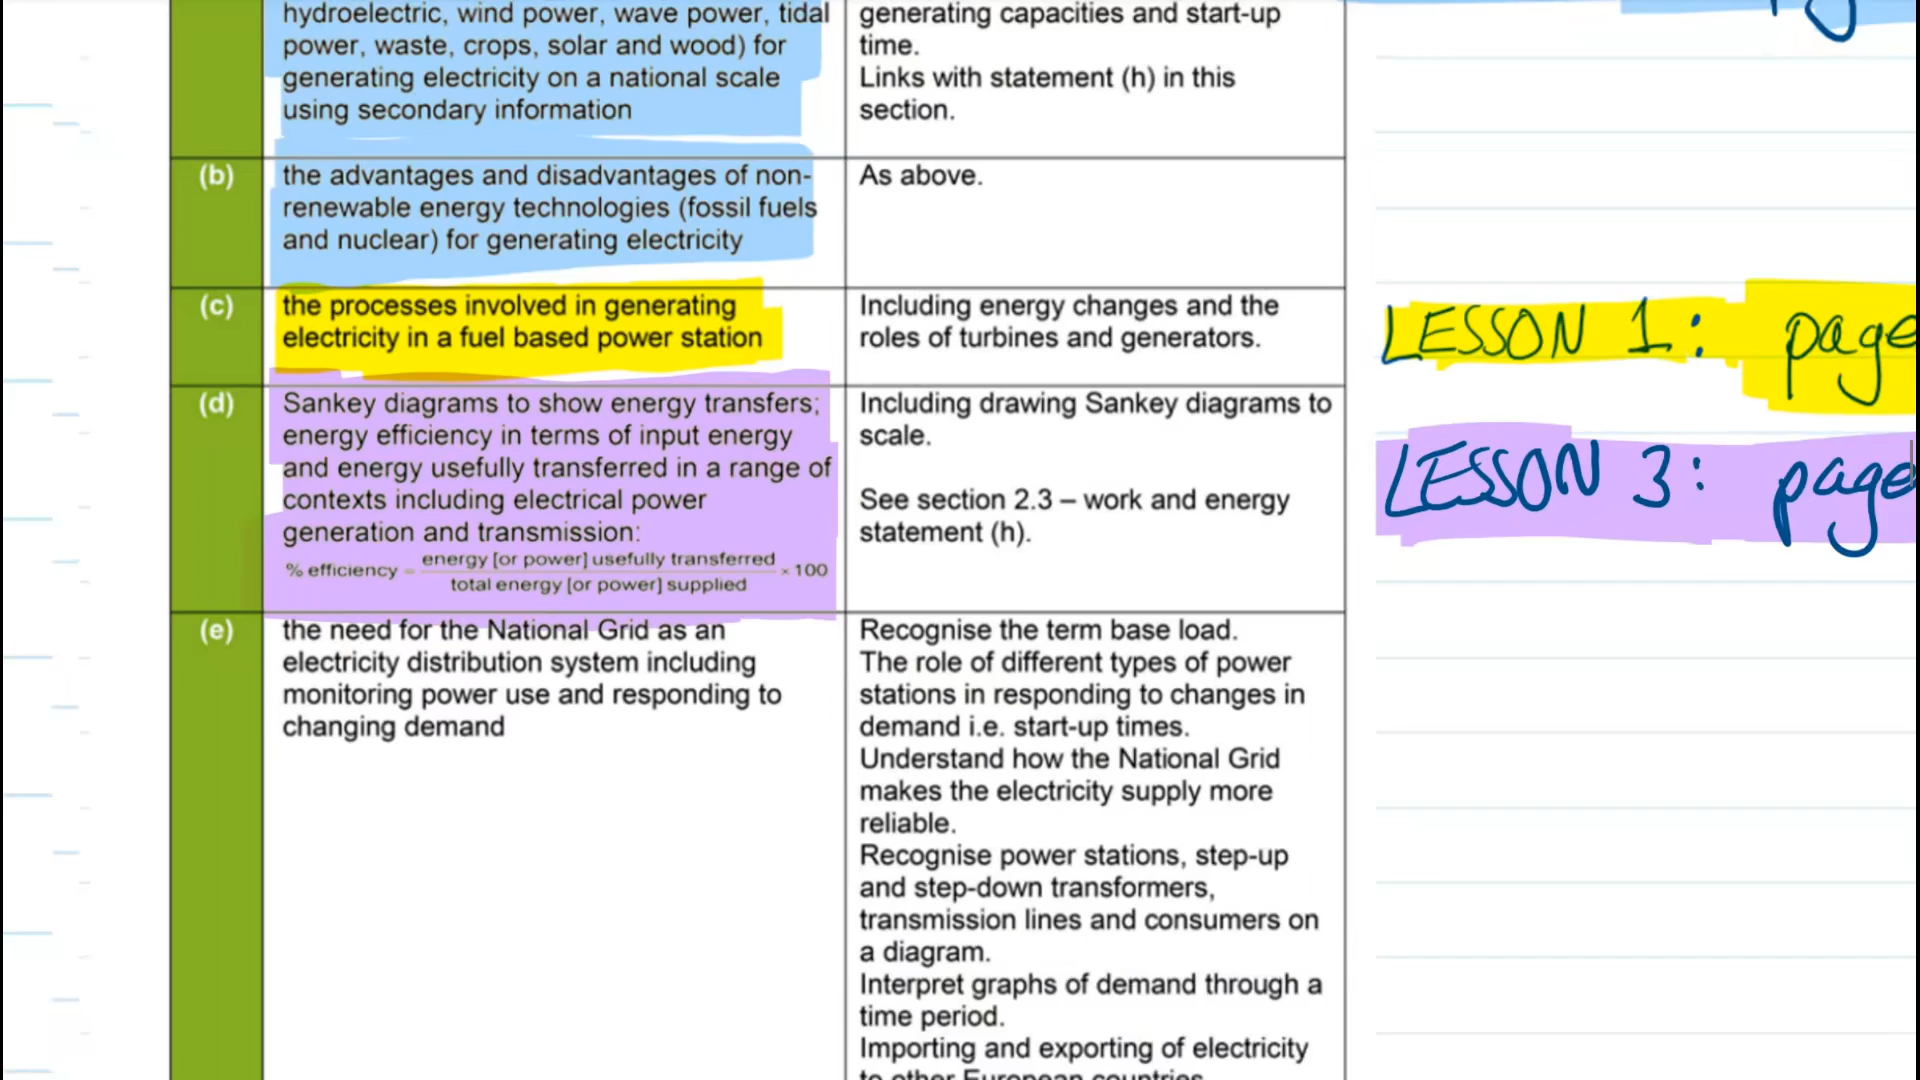 hydroelectric, wind power, wave power, tidal
power, waste, crops, solar and wood) for
generating electricity on a national scale
using secondary information
generating capacities and start-up
time.
Links with statement (h) in this
section.
(b)
the advantages and disadvantages of non-
renewable energy technologies (fossil fuels
and nuclear) for generating electricity
As above.
(c)
the processes involved in generating
electricity in a fuel based power station
Including energy changes and the
roles of turbines and generators.
LESSON 1: page
(d)
Sankey diagrams to show energy transfers;
energy efficiency in terms of input energy
and energy usefully transferred in a range of
contexts including electrical power
generation and transmission:
% efficiency = energy [or power] usefully transferred / total energy [or power] supplied × 100
Including drawing Sankey diagrams to
scale.
See section 2.3 – work and energy
statement (h).
LESSON 3: page
(e)
the need for the National Grid as an
electricity distribution system including
monitoring power use and responding to
changing demand
Recognise the term base load.
The role of different types of power
stations in responding to changes in
demand i.e. start-up times.
Understand how the National Grid
makes the electricity supply more
reliable.
Recognise power stations, step-up
and step-down transformers,
transmission lines and consumers on
a diagram.
Interpret graphs of demand through a
time period.
Importing and exporting of electricity
to other European countries